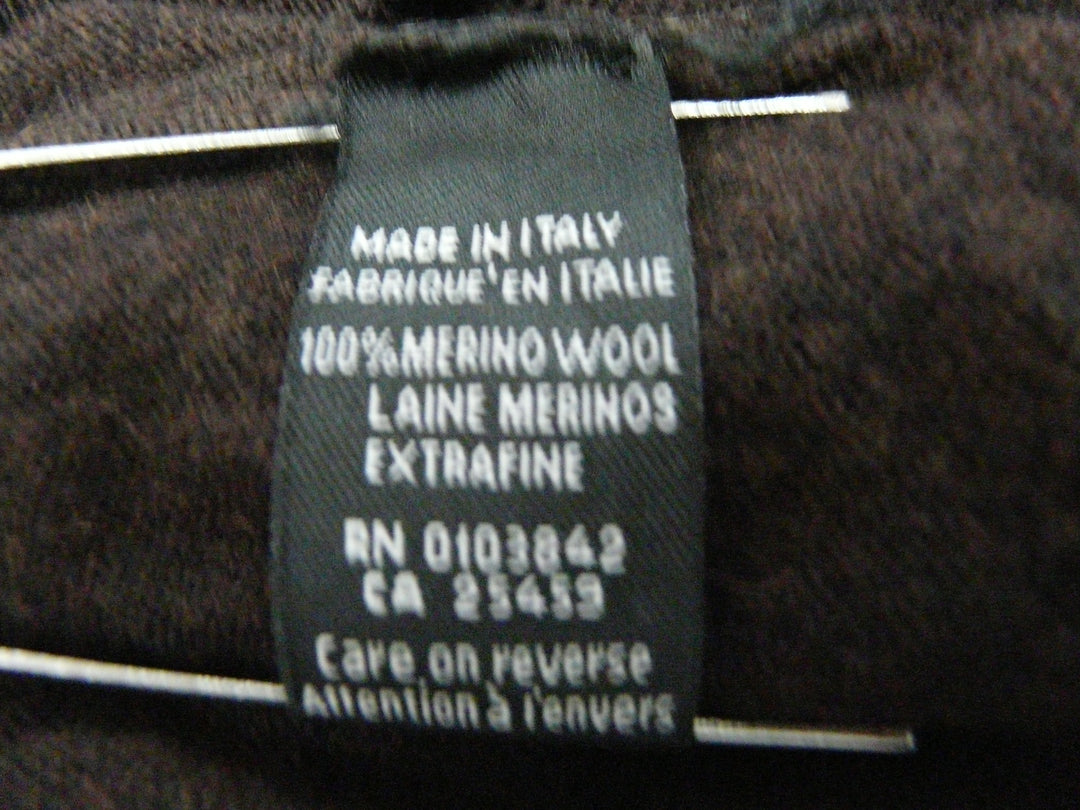 MADE IN ITALY
FABRIQUE' EN ITALIE
100% MERINO WOOL
LAINE MERINOS
EXTRAFINE
RN 0103842
CA 25459
Care on reverse
Attention à l'envers